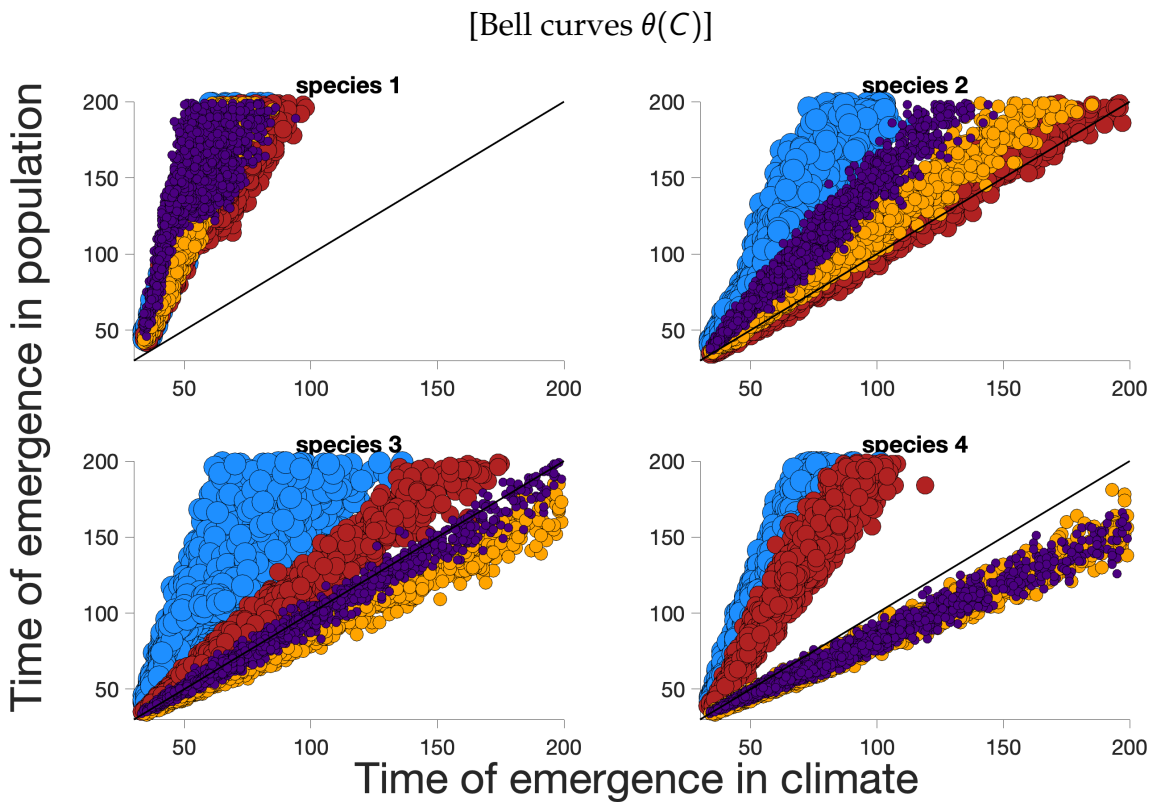 [Bell curves θ(C)]
Time of emergence in population
species 1
200
150
100
50
50 100 150 200
species 2
200
150
100
50
50 100 150 200
species 3
200
150
100
50
50 100 150 200
species 4
200
150
100
50
50 100 150 200
Time of emergence in climate